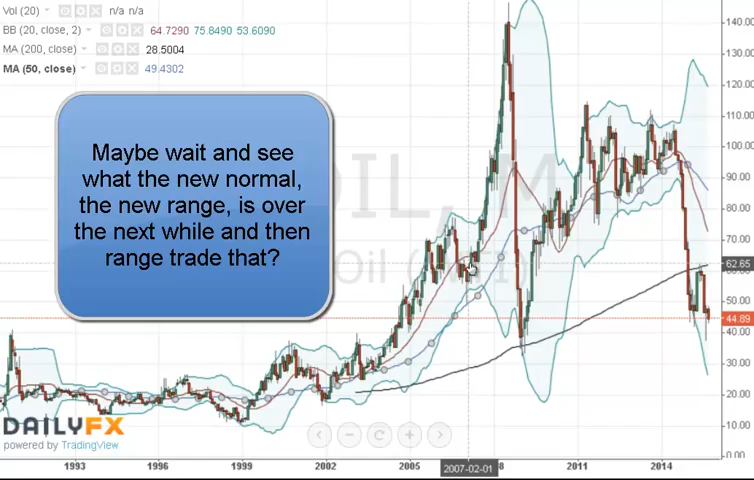 Vol (20) n/a n/a
BB (20, close, 2) 64.7290 75.8490 53.6090
MA (200, close) 28.5004
MA (50, close) 49.4302
Maybe wait and see
what the new normal,
the new range, is over
the next while and then
range trade that?
140.00
130.00
120.00
110.00
100.00
90.00
80.00
70.00
62.65
50.00
44.89
40.00
30.00
20.00
10.00
0.00
DAILYFX
powered by TradingView
1993
1996
1999
2002
2005
2007-02-01
8
2011
2014